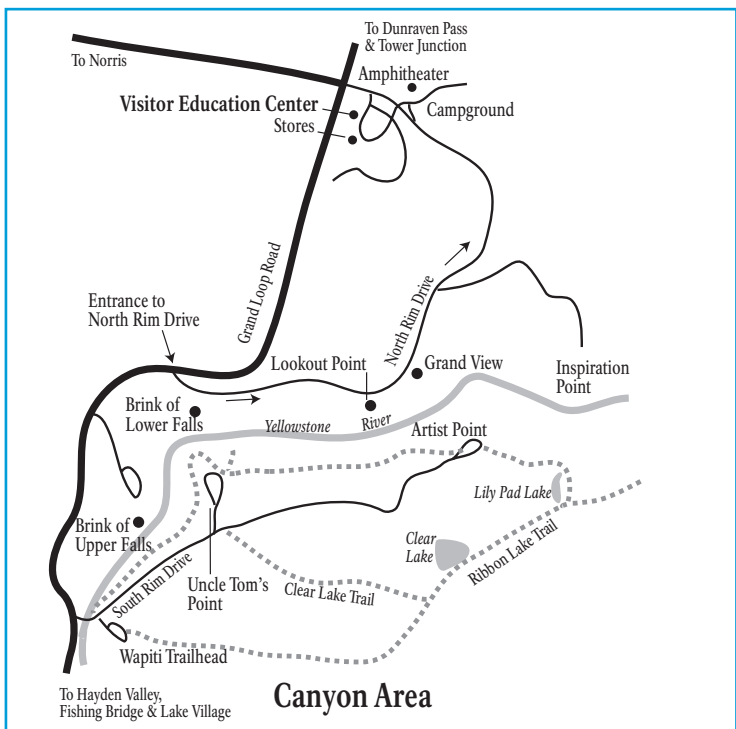 To Dunraven Pass
& Tower Junction
To Norris
Amphitheater
Visitor Education Center
Campground
Stores
Grand Loop Road
Entrance to
North Rim Drive
North Rim Drive
Lookout Point
Grand View
Inspiration
Point
Brink of
Lower Falls
Yellowstone
River
Artist Point
Lily Pad Lake
Brink of
Upper Falls
Clear
Lake
Ribbon Lake Trail
South Rim Drive
Uncle Tom's
Point
Clear Lake Trail
Wapiti Trailhead
To Hayden Valley,
Fishing Bridge & Lake Village
Canyon Area